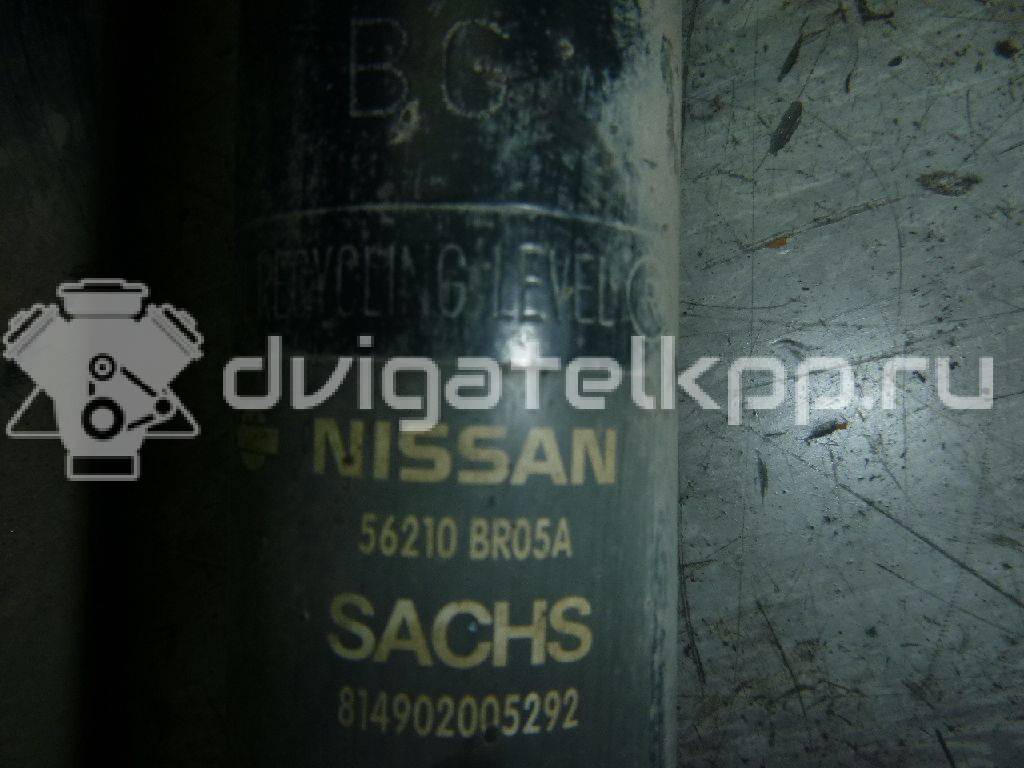 B,G
RECYCLING LEVEL
dvigatelkpp.ru
NISSAN
56210 BR05A
SACHS
814902005292